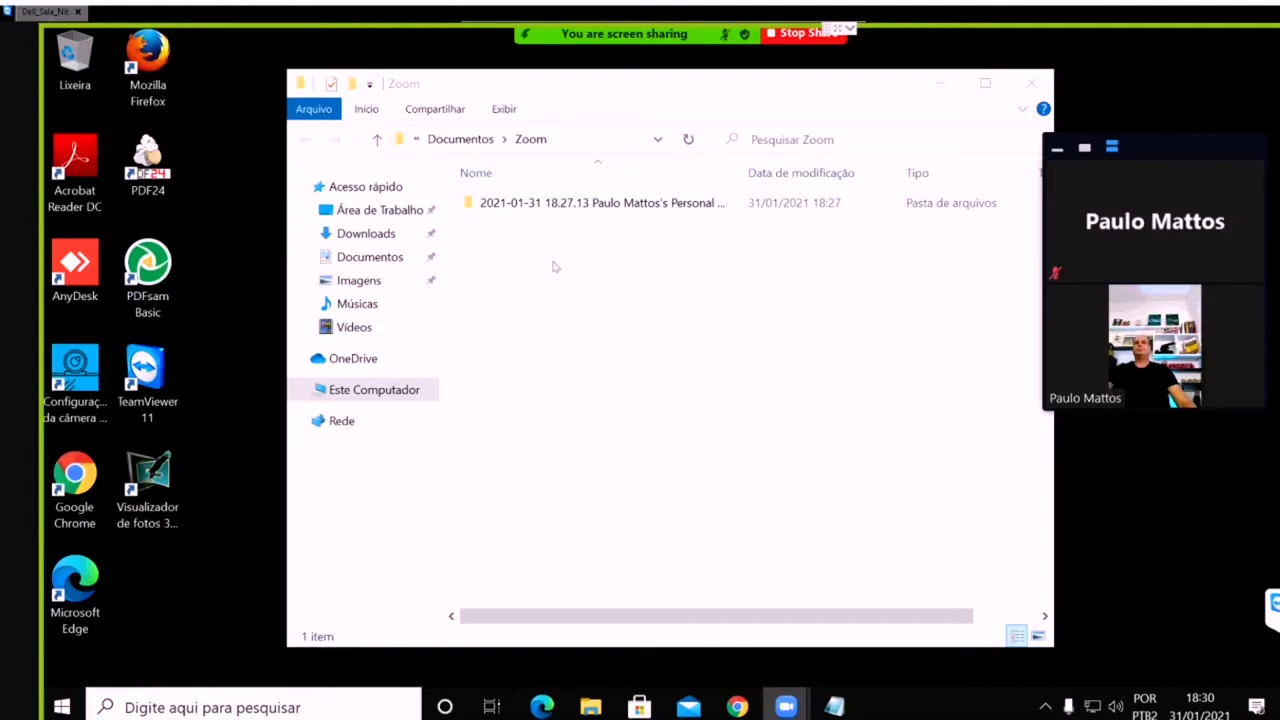 Dell_Sala_Nit
You are screen sharing
Stop Sha
Lixeira
Mozilla
Firefox
Acrobat
Reader DC
PDF24
AnyDesk
PDFsam
Basic
Configuraç...
da câmera ...
TeamViewer
11
Google
Chrome
Visualizador
de fotos 3...
Microsoft
Edge
Zoom
Arquivo
Início
Compartilhar
Exibir
Documentos > Zoom
Pesquisar Zoom
Nome
Data de modificação
Tipo
2021-01-31 18.27.13 Paulo Mattos's Personal ...
31/01/2021 18:27
Pasta de arquivos
Acesso rápido
Área de Trabalho
Downloads
Documentos
Imagens
Músicas
Vídeos
OneDrive
Este Computador
Rede
1 item
Paulo Mattos
Paulo Mattos
Digite aqui para pesquisar
POR
PTB2
18:30
31/01/2021